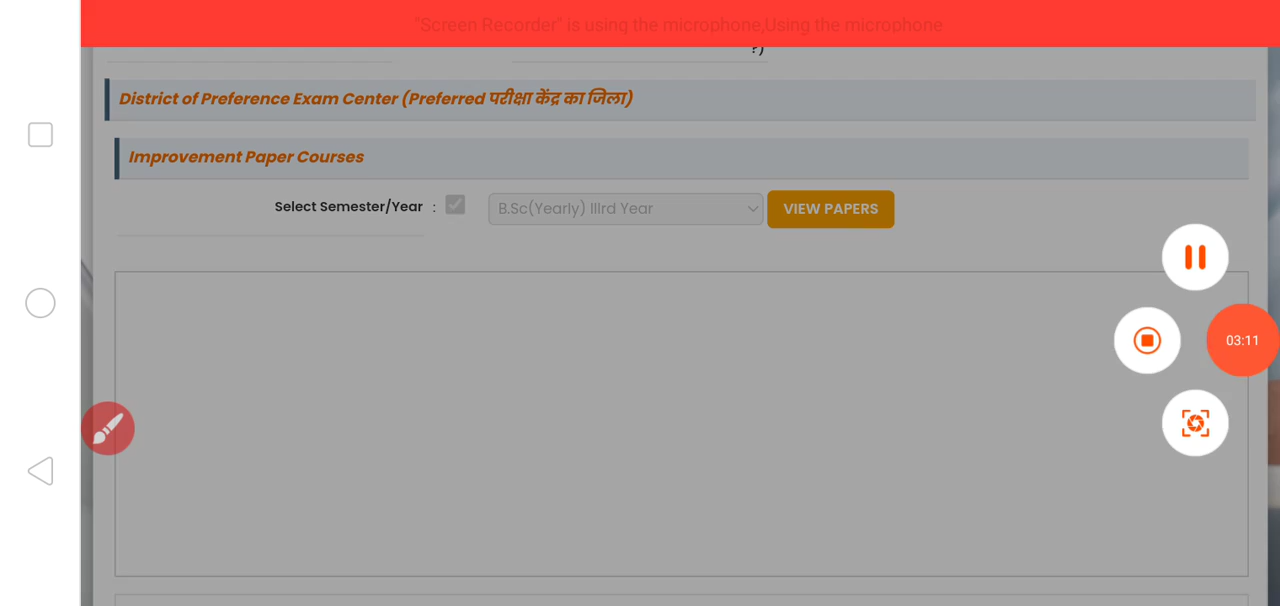 "Screen Recorder" is using the microphone,Using the microphone
?)
District of Preference Exam Center (Preferred परीक्षा केंद्र का जिला)
Improvement Paper Courses
Select Semester/Year : B.Sc(Yearly) IIIrd Year VIEW PAPERS
03:11